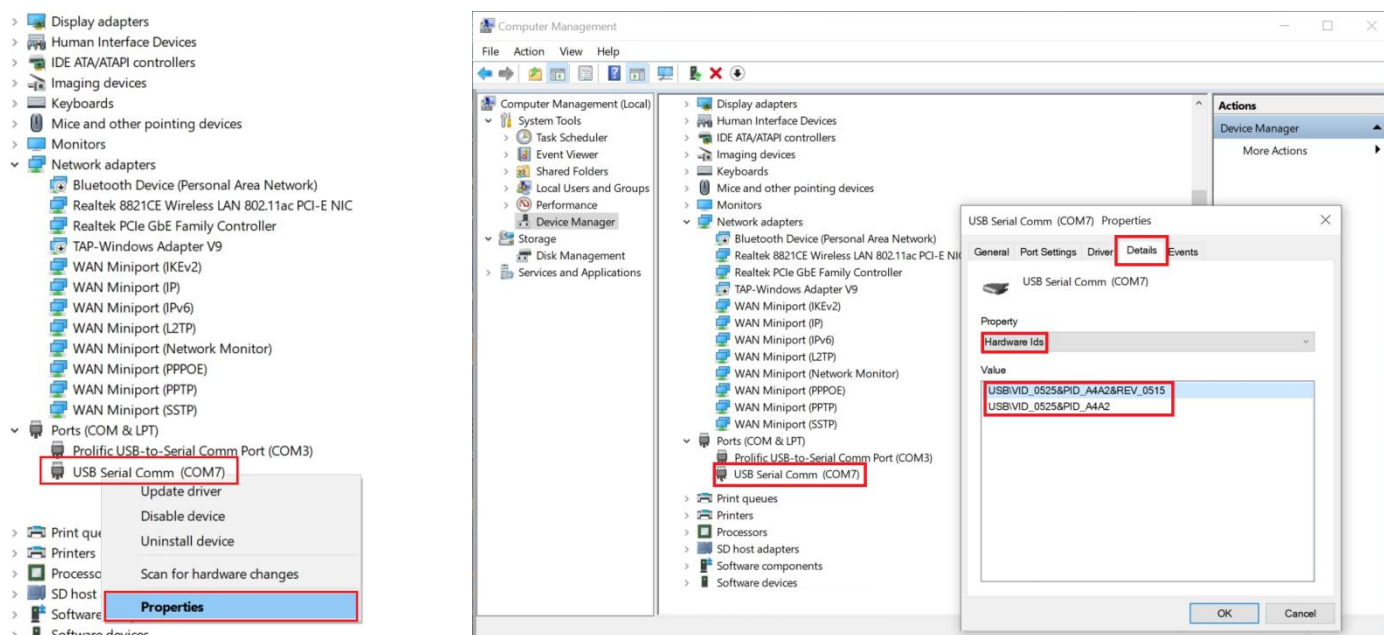 Display adapters
Human Interface Devices
IDE ATA/ATAPI controllers
Imaging devices
Keyboards
Mice and other pointing devices
Monitors
Network adapters
Bluetooth Device (Personal Area Network)
Realtek 8821CE Wireless LAN 802.11ac PCI-E NIC
Realtek PCIe GbE Family Controller
TAP-Windows Adapter V9
WAN Miniport (IKEv2)
WAN Miniport (IP)
WAN Miniport (IPv6)
WAN Miniport (L2TP)
WAN Miniport (Network Monitor)
WAN Miniport (PPPOE)
WAN Miniport (PPTP)
WAN Miniport (SSTP)
Ports (COM & LPT)
Prolific USB-to-Serial Comm Port (COM3)
USB Serial Comm (COM7)
Update driver
Disable device
Uninstall device
Scan for hardware changes
Properties
Print que
Printers
Processo
SD host
Software
Software devices
Computer Management
File Action View Help
Computer Management (Local)
System Tools
Task Scheduler
Event Viewer
Shared Folders
Local Users and Groups
Performance
Device Manager
Storage
Disk Management
Services and Applications
Display adapters
Human Interface Devices
IDE ATA/ATAPI controllers
Imaging devices
Keyboards
Mice and other pointing devices
Monitors
Network adapters
Bluetooth Device (Personal Area Network)
Realtek 8821CE Wireless LAN 802.11ac PCI-E NIC
Realtek PCIe GbE Family Controller
TAP-Windows Adapter V9
WAN Miniport (IKEv2)
WAN Miniport (IP)
WAN Miniport (IPv6)
WAN Miniport (L2TP)
WAN Miniport (Network Monitor)
WAN Miniport (PPPOE)
WAN Miniport (PPTP)
WAN Miniport (SSTP)
Ports (COM & LPT)
Prolific USB-to-Serial Comm Port (COM3)
USB Serial Comm (COM7)
Print queues
Printers
Processors
SD host adapters
Software components
Software devices
Actions
Device Manager
More Actions
USB Serial Comm (COM7) Properties
General Port Settings Driver Details Events
USB Serial Comm (COM7)
Property
Hardware Ids
Value
USB\VID_0525&PID_A4A2&REV_0515
USB\VID_0525&PID_A4A2
OK Cancel